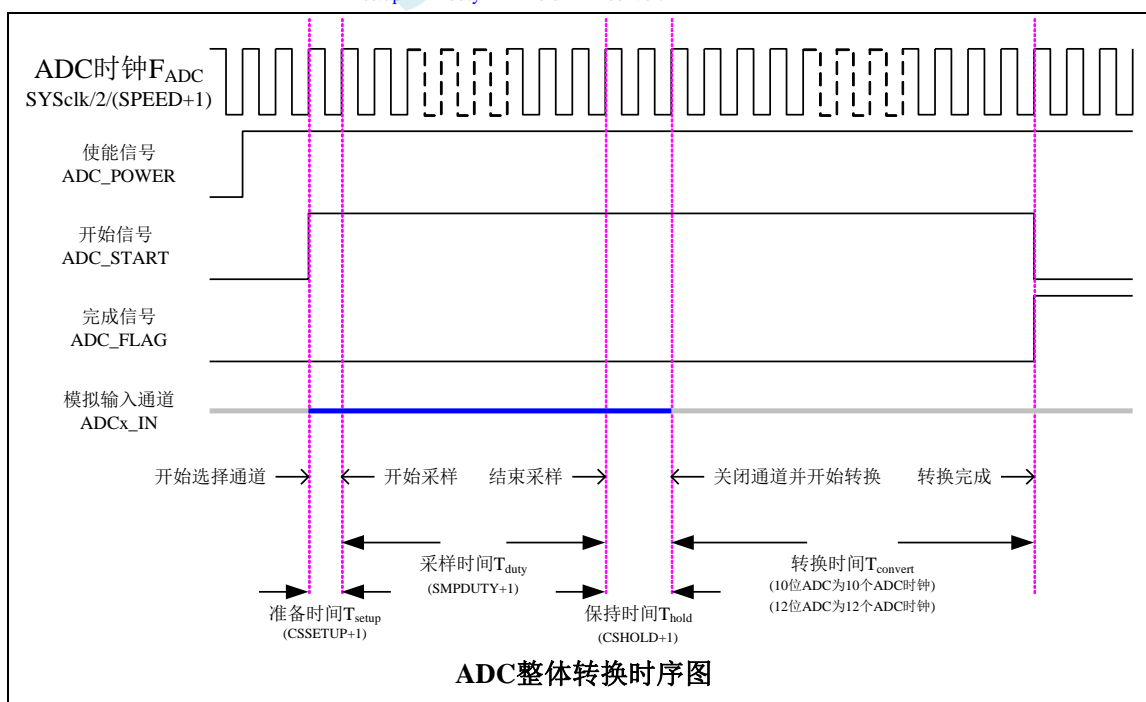 ADC时钟FADC
SYSclk/2/(SPEED+1)
使能信号
ADC_POWER
开始信号
ADC_START
完成信号
ADC_FLAG
模拟输入通道
ADCx_IN
开始选择通道 开始采样 结束采样 关闭通道并开始转换 转换完成
采样时间Tduty
(SMPDUTY+1)
转换时间Tconvert
(10位ADC为10个ADC时钟)
(12位ADC为12个ADC时钟)
准备时间Tsetup
(CSSETUP+1)
保持时间Thold
(CSHOLD+1)
ADC整体转换时序图